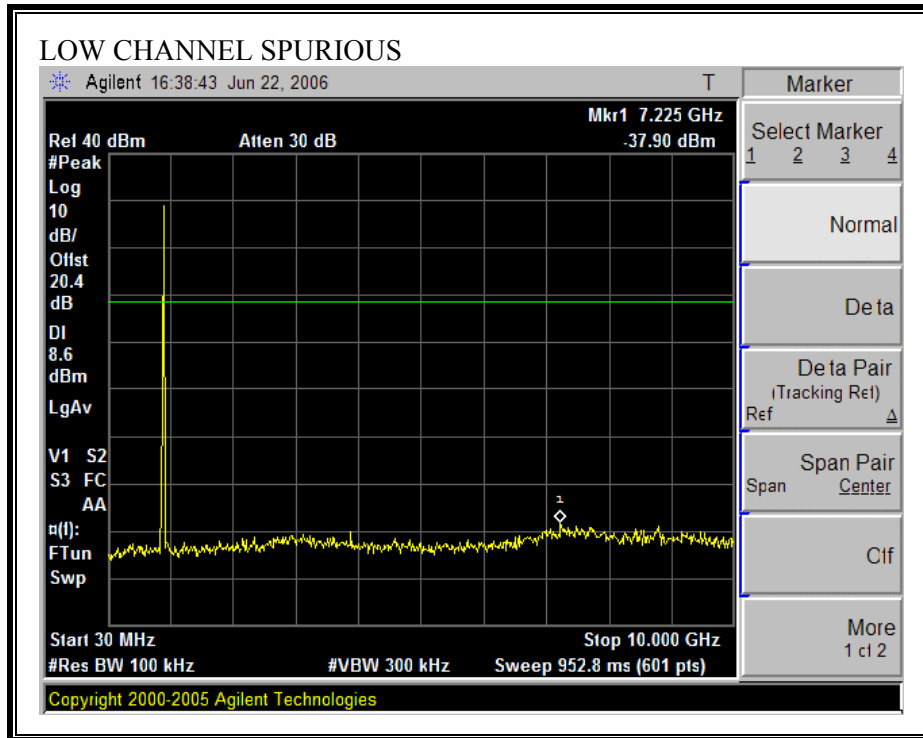 LOW CHANNEL SPURIOUS
Agilent 16:38:43 Jun 22, 2006 T
Mkr1 7.225 GHz
Ref 40 dBm Atten 30 dB -37.90 dBm
#Peak
Log
10
dB/
Offst
20.4
dB
DI
8.6
dBm
LgAv
V1 S2
S3 FC
AA
¤(f):
FTun
Swp
1
Start 30 MHz Stop 10.000 GHz
#Res BW 100 kHz #VBW 300 kHz Sweep 952.8 ms (601 pts)
Copyright 2000-2005 Agilent Technologies
Marker
Select Marker
1 2 3 4
Normal
Delta
Delta Pair
(Tracking Ref)
Ref Δ
Span Pair
Span Center
Off
More
1 of 2